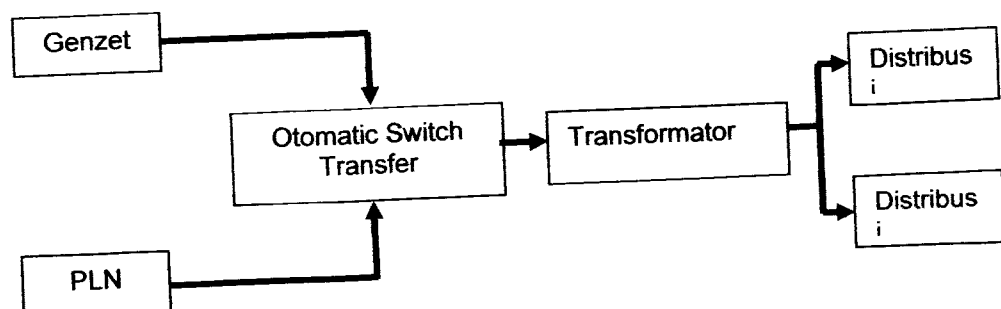 Genzet
Distribus
i
Otomatic Switch
Transfer
Transformator
Distribus
i
PLN